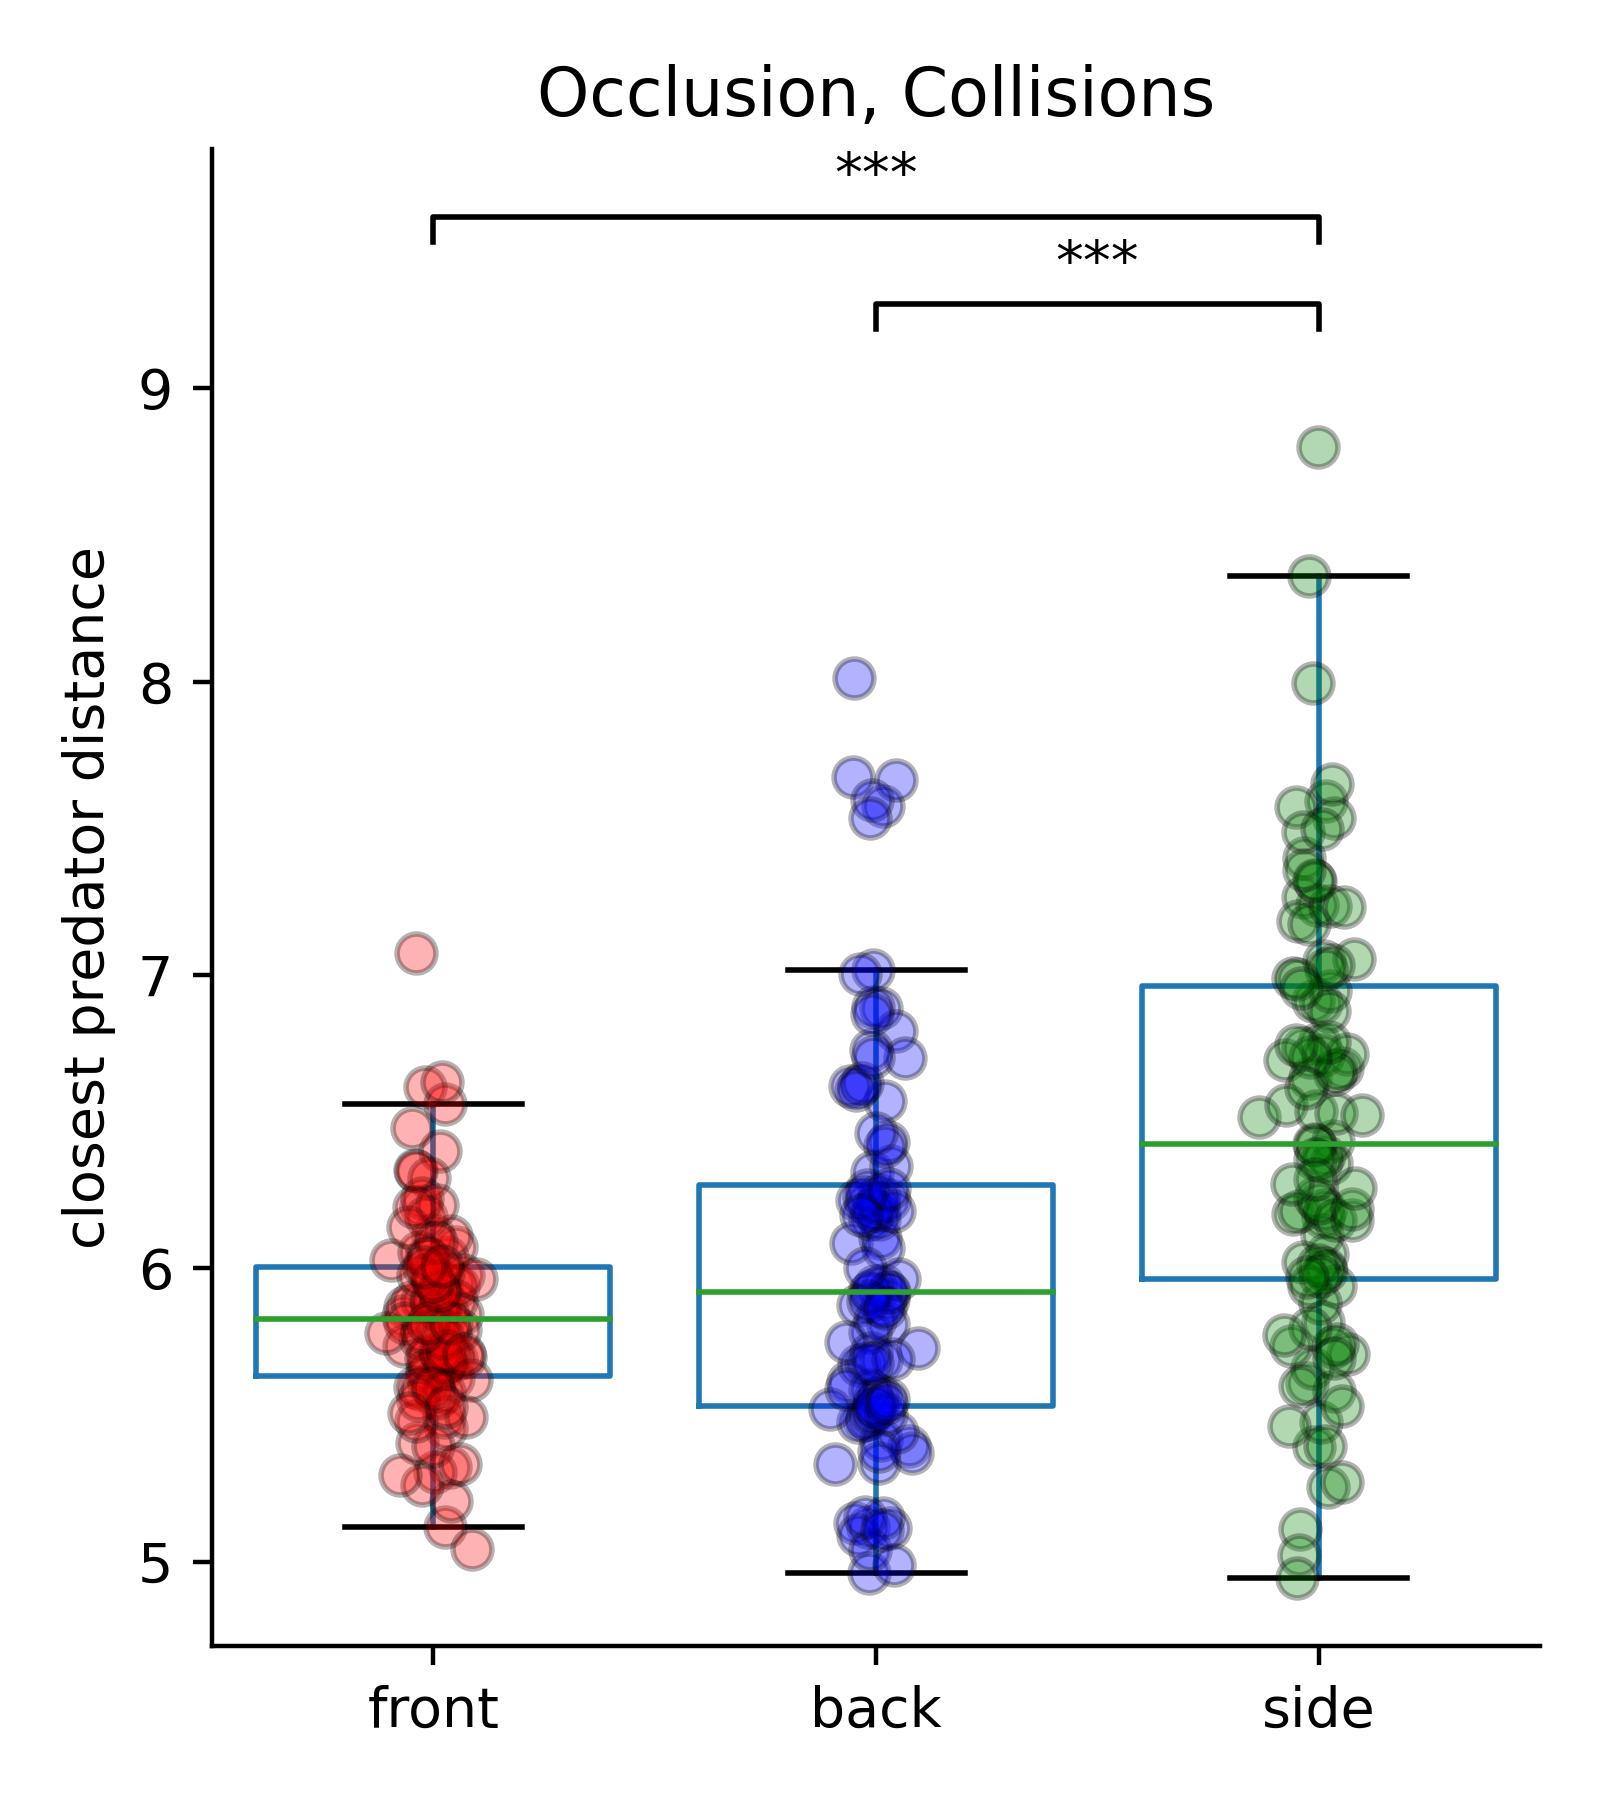 Occlusion, Collisions
***
***
9
8
7
6
5
closest predator distance
front
back
side